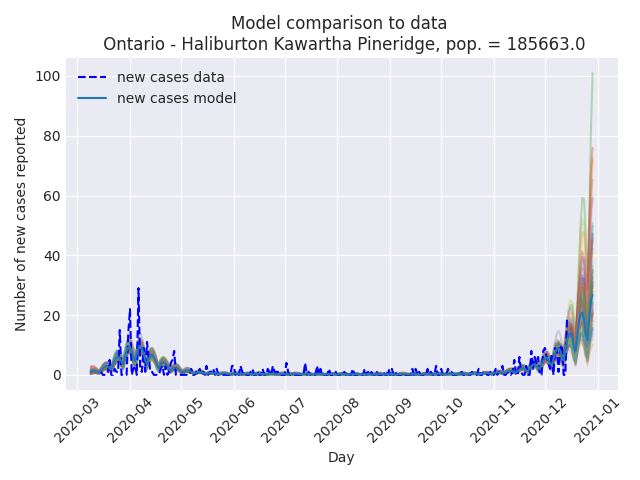 Model comparison to data
Ontario - Haliburton Kawartha Pineridge, pop. = 185663.0
new cases data
new cases model
Number of new cases reported
100
80
60
40
20
0
2020-03
2020-04
2020-05
2020-06
2020-07
2020-08
2020-09
2020-10
2020-11
2020-12
2021-01
Day